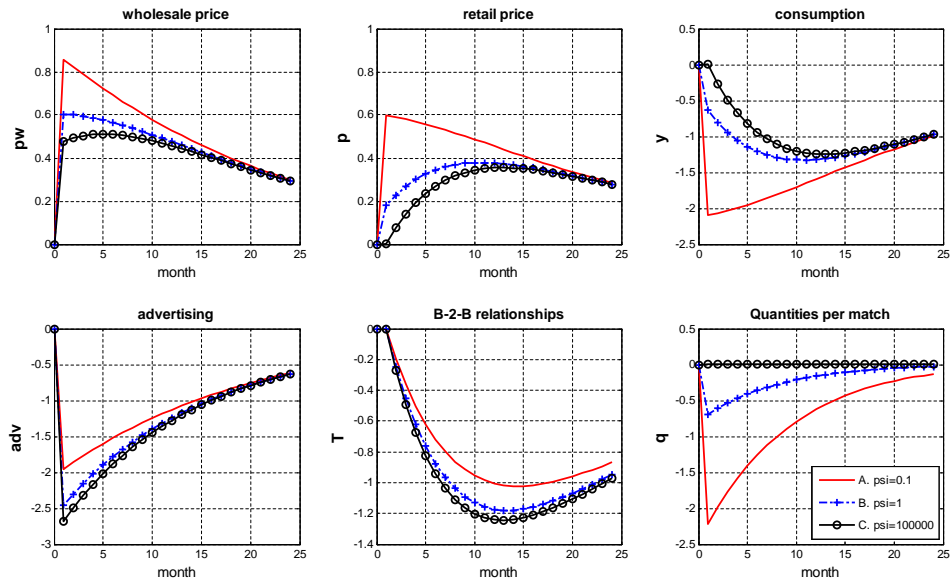 wholesale price
1
0.8
0.6
0.4
0.2
0
pw
0 5 10 15 20 25
month
retail price
1
0.8
0.6
0.4
0.2
0
p
0 5 10 15 20 25
month
consumption
0.5
0
-0.5
-1
-1.5
-2
-2.5
y
0 5 10 15 20 25
month
advertising
0
-0.5
-1
-1.5
-2
-2.5
-3
adv
0 5 10 15 20 25
month
B-2-B relationships
0
-0.2
-0.4
-0.6
-0.8
-1
-1.2
-1.4
T
0 5 10 15 20 25
month
Quantities per match
0.5
0
-0.5
-1
-1.5
-2
-2.5
q
0 5 10 15 20 25
month
A. psi=0.1
B. psi=1
C. psi=100000